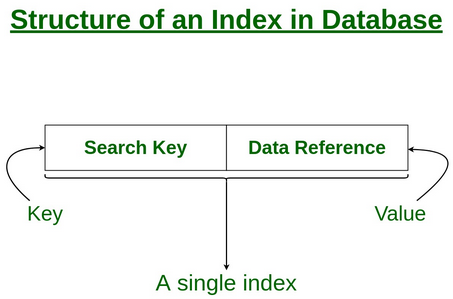 Structure of an Index in Database
Search Key
Data Reference
Key
Value
A single index